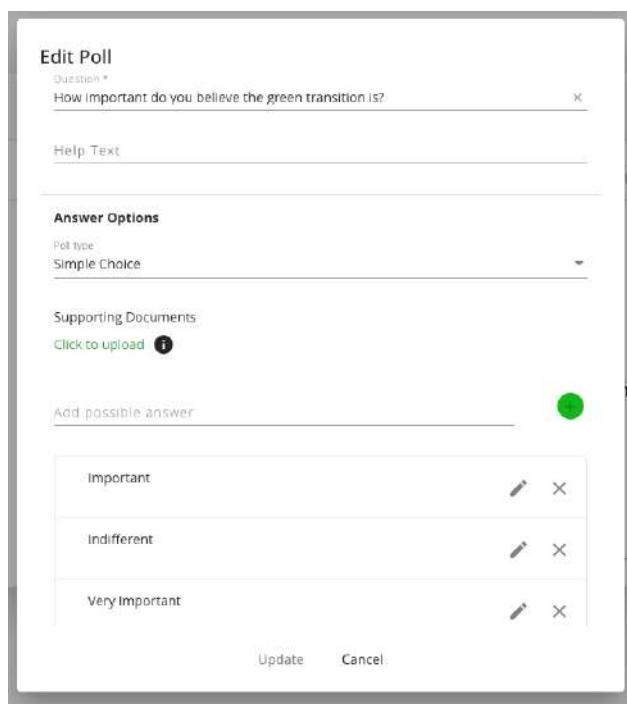 Edit Poll
Question *
How important do you believe the green transition is?
Help Text
Answer Options
Poll type
Simple Choice
Supporting Documents
Click to upload
Add possible answer
Important
Indifferent
Very Important
Update Cancel